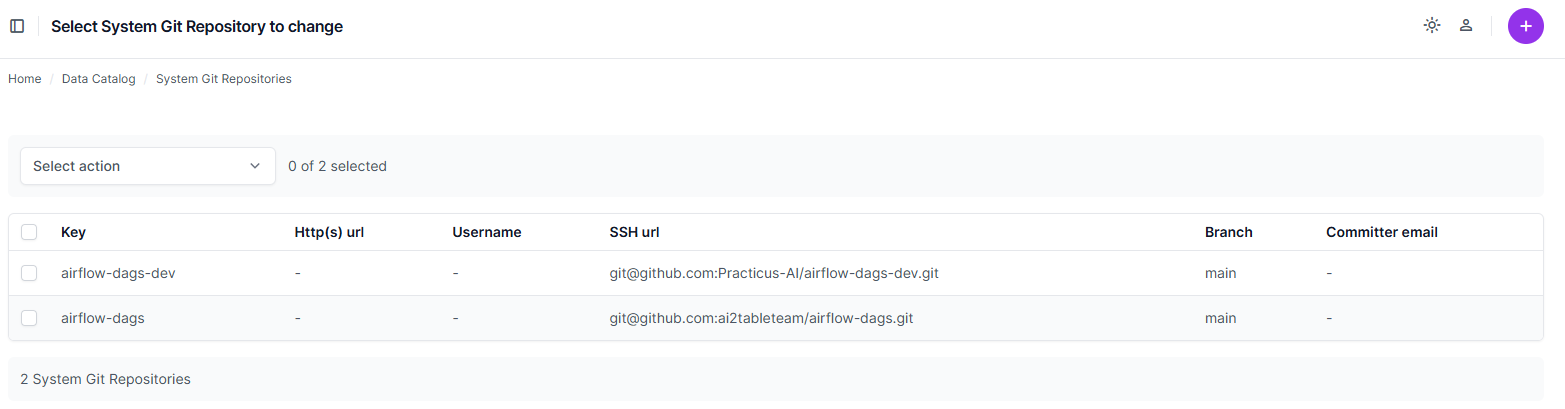 Select System Git Repository to change
Home / Data Catalog / System Git Repositories
Select action 0 of 2 selected
Key Http(s) url Username SSH url Branch Committer email
airflow-dags-dev - - git@github.com:Practicus-AI/airflow-dags-dev.git main -
airflow-dags - - git@github.com:ai2tableteam/airflow-dags.git main -
2 System Git Repositories